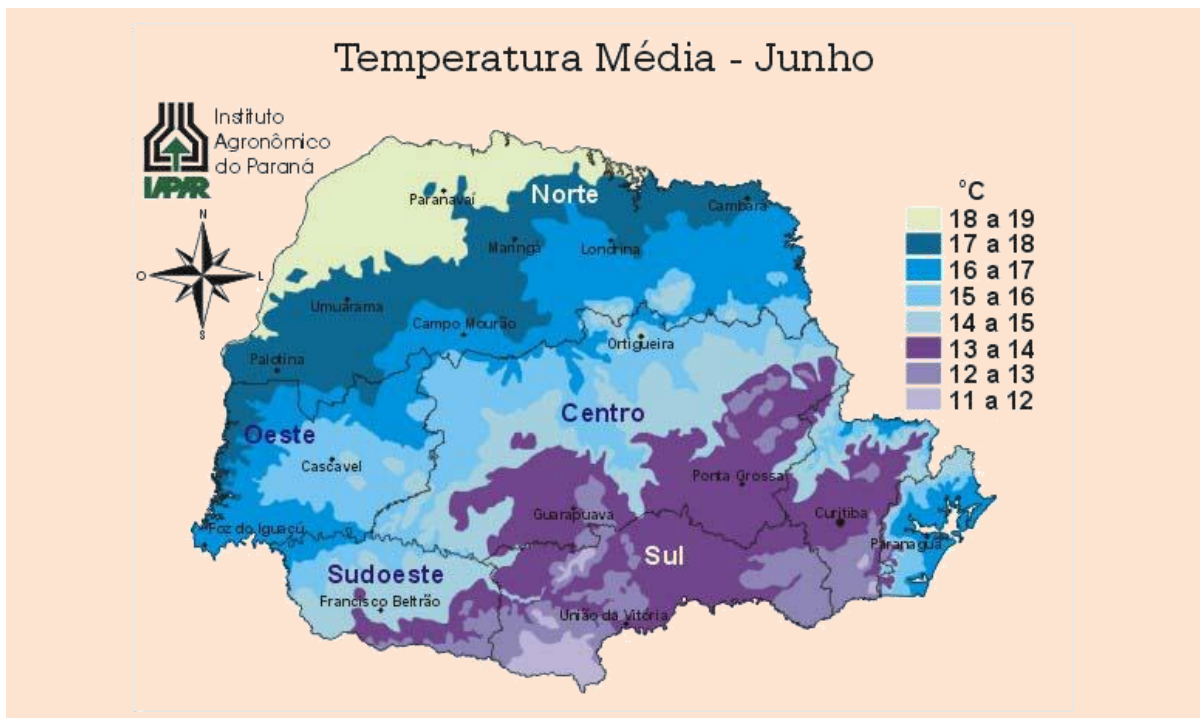 Temperatura Média - Junho
Instituto
Agronômico
do Paraná
IAPAR
N
O
L
S
°C
18 a 19
17 a 18
16 a 17
15 a 16
14 a 15
13 a 14
12 a 13
11 a 12
Paranavaí
Norte
Cambará
Maringá
Londrina
Umuarama
Campo Mourão
Ortigueira
Palotina
Centro
Oeste
Cascavel
Ponta Grossa
Guarapuava
Curitiba
Foz do Iguaçú
Paranaguá
Sul
Sudoeste
Francisco Beltrão
União da Vitória